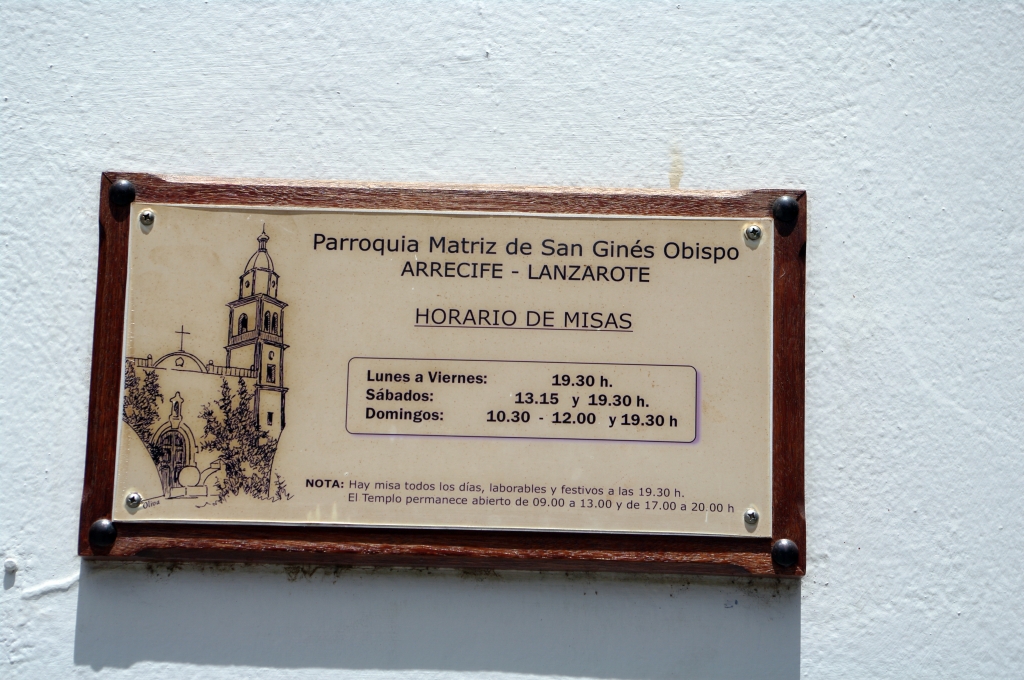 Parroquia Matriz de San Ginés Obispo
ARRECIFE - LANZAROTE
HORARIO DE MISAS
Lunes a Viernes: 19.30 h.
Sábados: 13.15 y 19.30 h.
Domingos: 10.30 - 12.00 y 19.30 h
NOTA: Hay misa todos los días, laborables y festivos a las 19.30 h.
El Templo permanece abierto de 09.00 a 13.00 y de 17.00 a 20.00 h